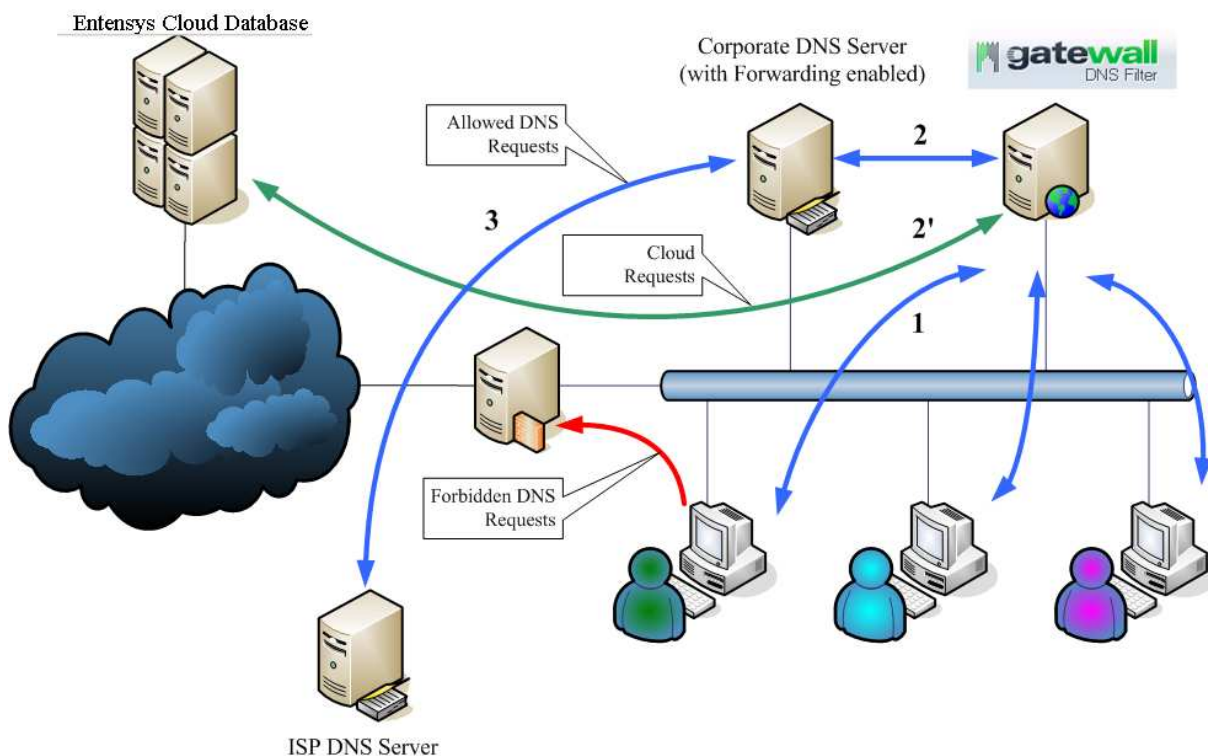 Entensys Cloud Database
Corporate DNS Server
(with Forwarding enabled)
gatewall
DNS Filter
Allowed DNS
Requests
2
3
2'
Cloud
Requests
1
Forbidden DNS
Requests
ISP DNS Server